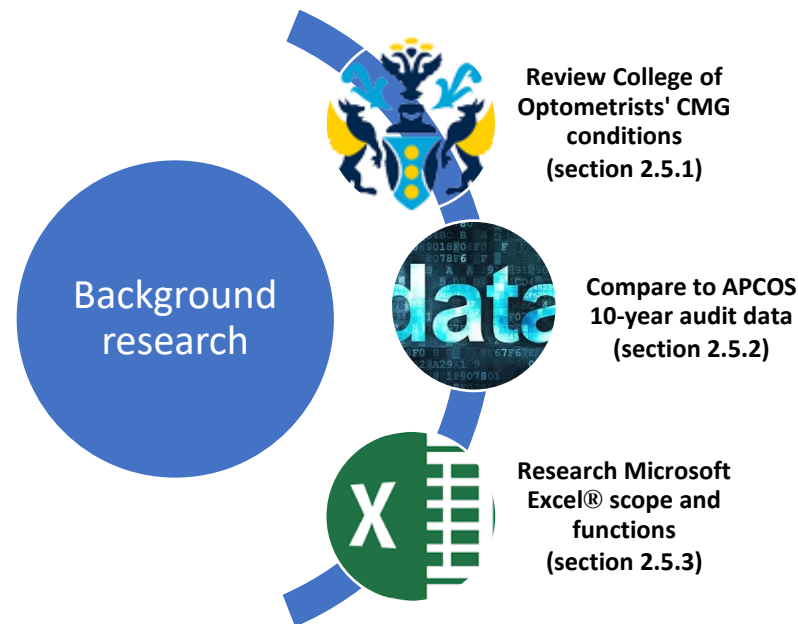 Background
research
Review College of
Optometrists' CMG
conditions
(section 2.5.1)
data
Compare to APCOS
10-year audit data
(section 2.5.2)
X
Research Microsoft
Excel® scope and
functions
(section 2.5.3)